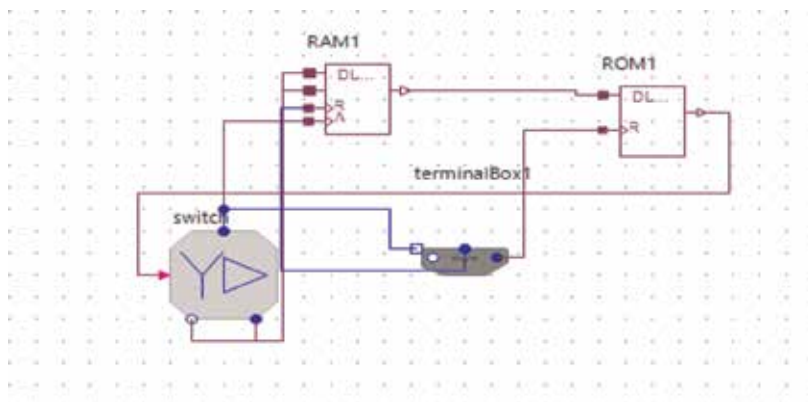 RAM1
DL...
R
A
ROM1
DL...
R
terminalBox1
switch
Y